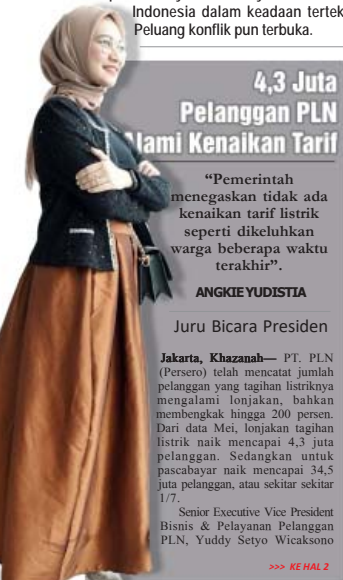 Indonesia dalam keadaan tertek
Peluang konflik pun terbuka.
4,3 Juta
Pelanggan PLN
Alami Kenaikan Tarif
“Pemerintah
menegaskan tidak ada
kenaikan tarif listrik
seperti dikeluhkan
warga beberapa waktu
terakhir”.
ANGKIE YUDISTIA
Juru Bicara Presiden
Jakarta, Khazanah— PT. PLN
(Persero) telah mencatat jumlah
pelanggan yang tagihan listriknya
mengalami lonjakan, bahkan
membengkak hingga 200 persen.
Dari data Mei, lonjakan tagihan
listrik naik mencapai 4,3 juta
pelanggan. Sedangkan untuk
pascabayar naik mencapai 34,5
juta pelanggan, atau sekitar sekitar
1/7.
Senior Executive Vice President
Bisnis & Pelayanan Pelanggan
PLN, Yuddy Setyo Wicaksono
>>> KE HAL 2